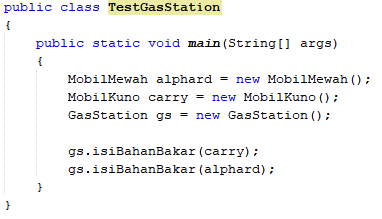 public class TestGasStation
{
    public static void main(String[] args)
    {
        MobilMewah alphard = new MobilMewah();
        MobilKuno carry = new MobilKuno();
        GasStation gs = new GasStation();

        gs.isiBahanBakar(carry);
        gs.isiBahanBakar(alphard);
    }
}